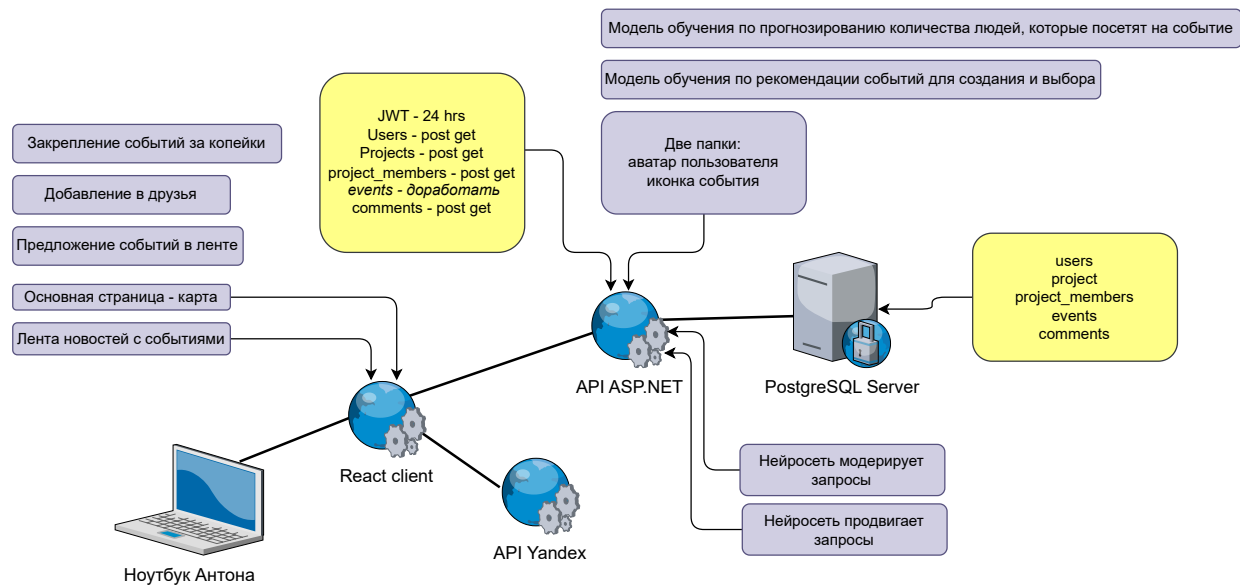 Модель обучения по прогнозированию количества людей, которые посетят на событие
Модель обучения по рекомендации событий для создания и выбора
JWT - 24 hrs
Users - post get
Projects - post get
project_members - post get
events - доработать
comments - post get
Две папки:
аватар пользователя
иконка события
Закрепление событий за копейки
Добавление в друзья
Предложение событий в ленте
Основная страница - карта
Лента новостей с событиями
users
project
project_members
events
comments
API ASP.NET
PostgreSQL Server
React client
API Yandex
Ноутбук Антона
Нейросеть модерирует
запросы
Нейросеть продвигает
запросы